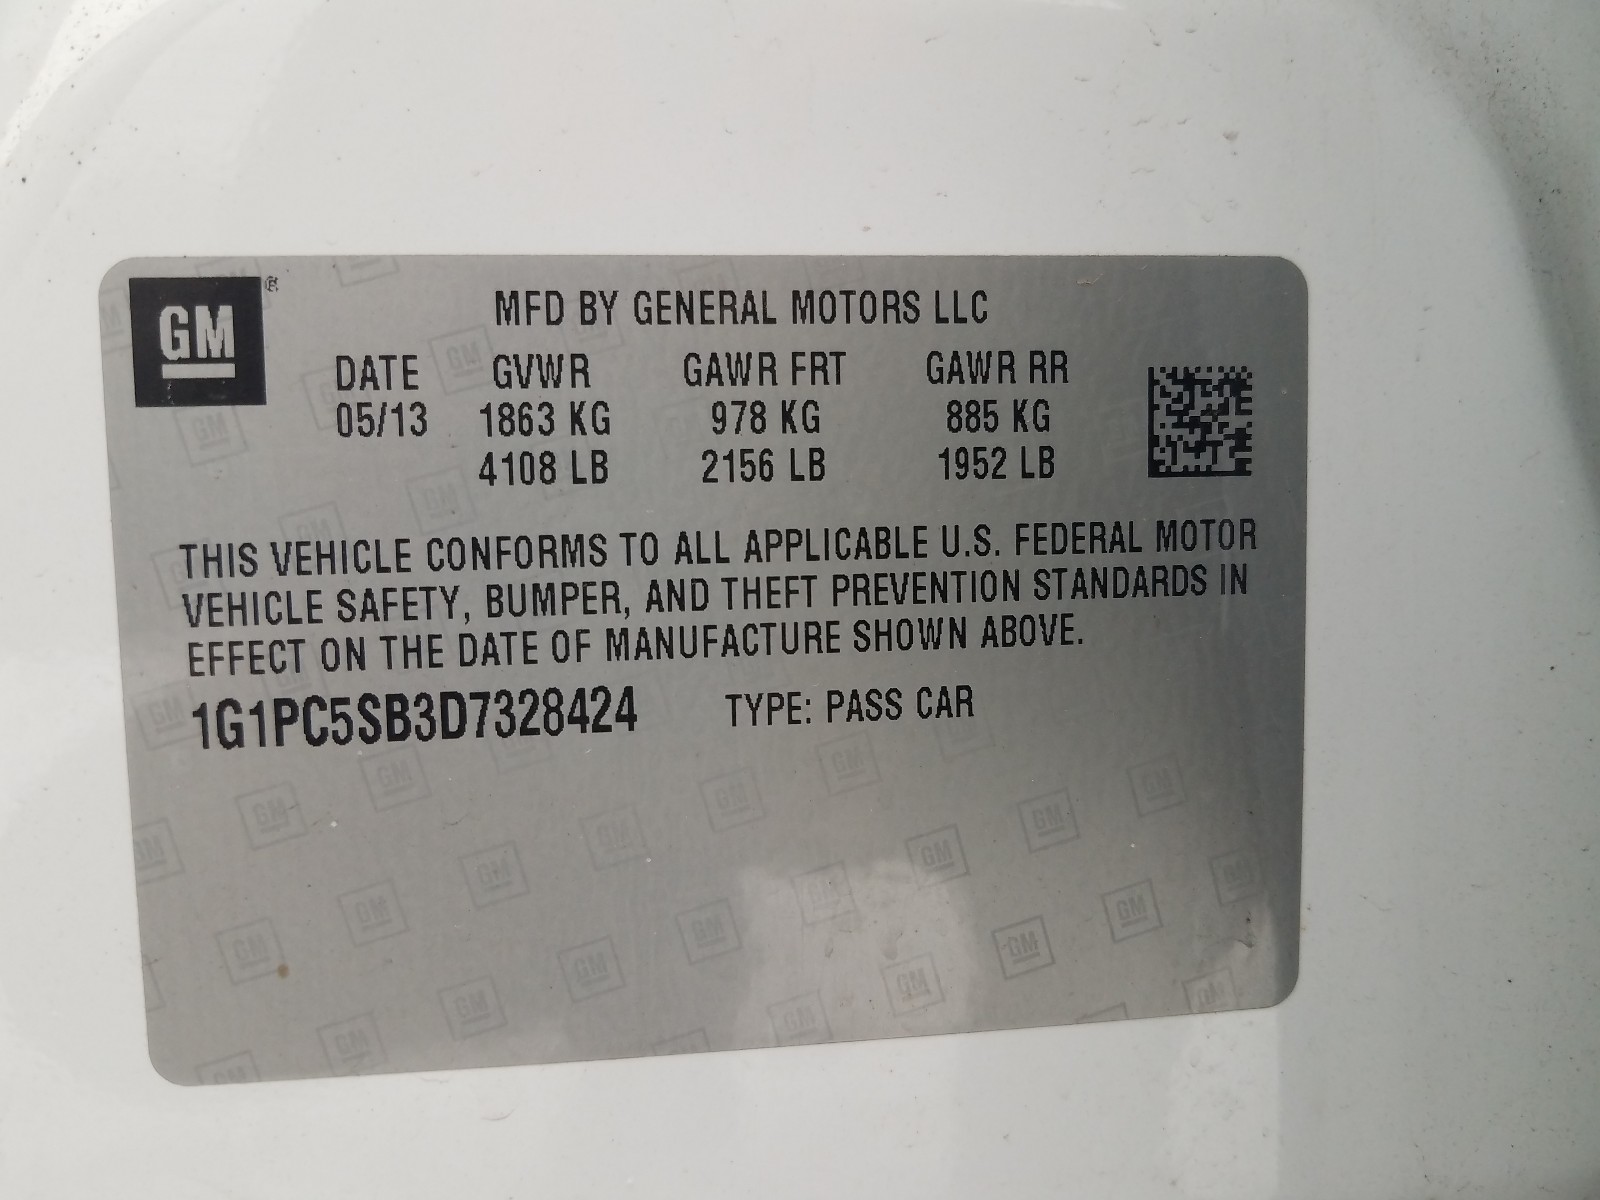 GM ®
MFD BY GENERAL MOTORS LLC
DATE GVWR GAWR FRT GAWR RR
05/13 1863 KG 978 KG 885 KG
4108 LB 2156 LB 1952 LB
THIS VEHICLE CONFORMS TO ALL APPLICABLE U.S. FEDERAL MOTOR
VEHICLE SAFETY, BUMPER, AND THEFT PREVENTION STANDARDS IN
EFFECT ON THE DATE OF MANUFACTURE SHOWN ABOVE.
1G1PC5SB3D7328424 TYPE: PASS CAR